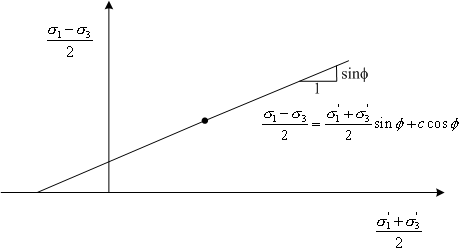 (σ₁ − σ₃)/2
sinϕ
1
(σ₁ − σ₃)/2 = (σ₁' + σ₃')/2 sin ϕ + c cos ϕ
(σ₁' + σ₃')/2